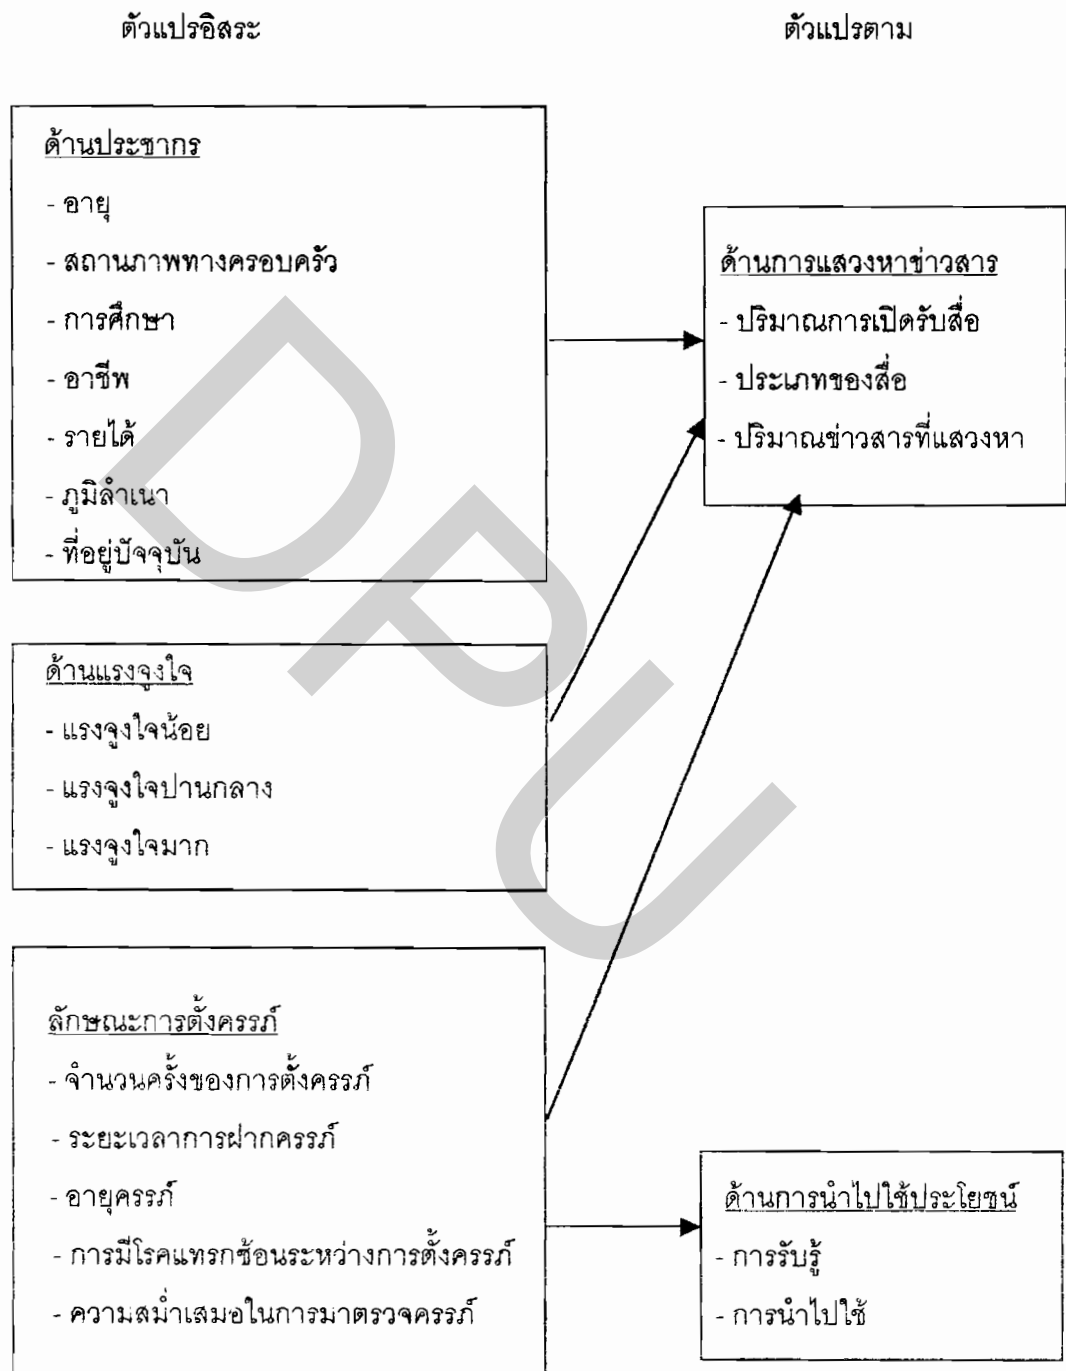 ตัวแปรอิสระ
ตัวแปรตาม
ด้านประชากร
- อายุ
- สถานภาพทางครอบครัว
- การศึกษา
- อาชีพ
- รายได้
- ภูมิลำเนา
- ที่อยู่ปัจจุบัน
ด้านการแสวงหาข่าวสาร
- ปริมาณการเปิดรับสื่อ
- ประเภทของสื่อ
- ปริมาณข่าวสารที่แสวงหา
ด้านแรงจูงใจ
- แรงจูงใจน้อย
- แรงจูงใจปานกลาง
- แรงจูงใจมาก
ลักษณะการตั้งครรภ์
- จำนวนครั้งของการตั้งครรภ์
- ระยะเวลาการฝากครรภ์
- อายุครรภ์
- การมีโรคแทรกซ้อนระหว่างการตั้งครรภ์
- ความสม่ำเสมอในการมาตรวจครรภ์
ด้านการนำไปใช้ประโยชน์
- การรับรู้
- การนำไปใช้
DPU